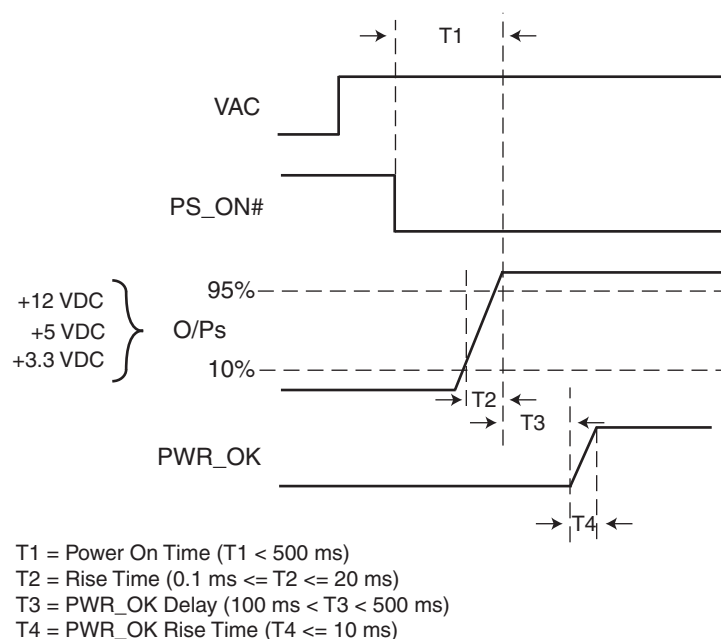 T1
VAC
PS_ON#
+12 VDC
+5 VDC
+3.3 VDC
O/Ps
95%
10%
T2
T3
PWR_OK
T4
T1 = Power On Time (T1 < 500 ms)
T2 = Rise Time (0.1 ms <= T2 <= 20 ms)
T3 = PWR_OK Delay (100 ms < T3 < 500 ms)
T4 = PWR_OK Rise Time (T4 <= 10 ms)